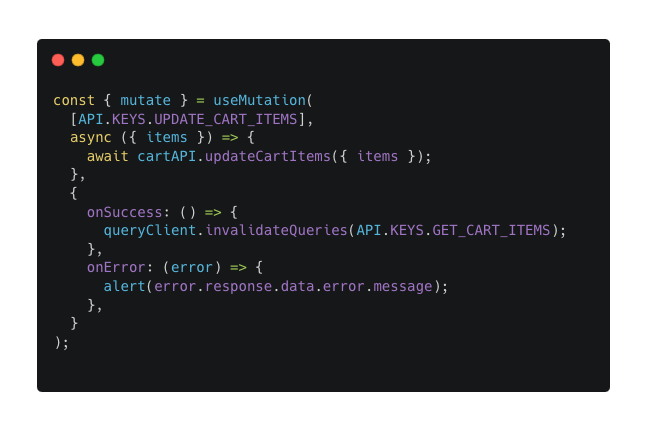 const { mutate } = useMutation(
  [API.KEYS.UPDATE_CART_ITEMS],
  async ({ items }) => {
    await cartAPI.updateCartItems({ items });
  },
  {
    onSuccess: () => {
      queryClient.invalidateQueries(API.KEYS.GET_CART_ITEMS);
    },
    onError: (error) => {
      alert(error.response.data.error.message);
    },
  }
);